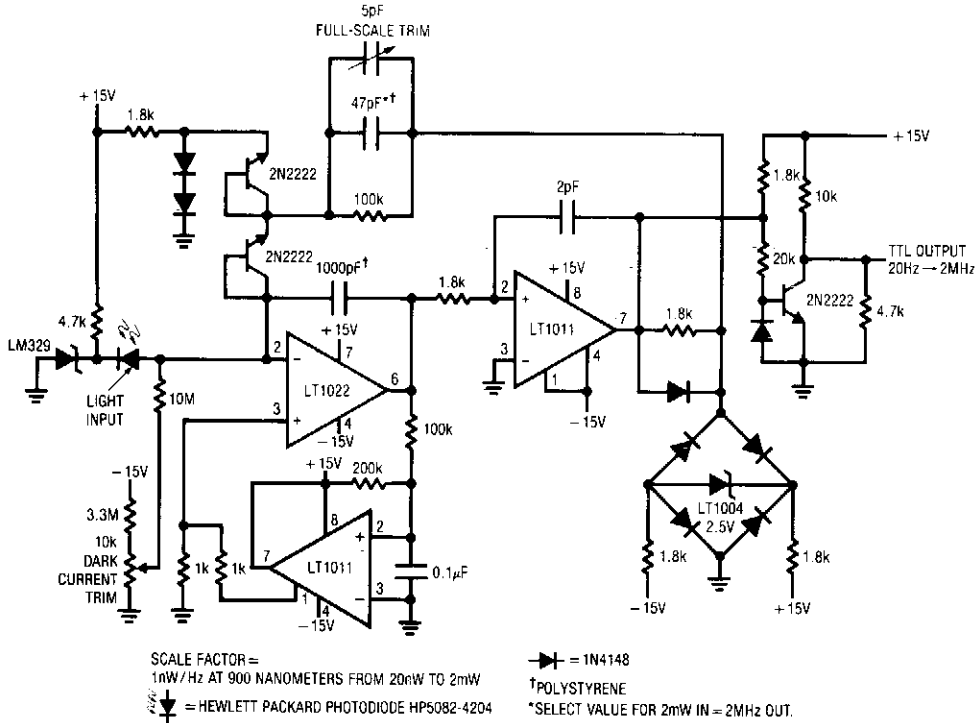 5pF
FULL-SCALE TRIM
+15V
1.8k
47pF*†
2N2222
100k
2N2222
1000pF†
2pF
1.8k
+15V
1.8k
10k
20k
TTL OUTPUT
20Hz → 2MHz
2N2222
4.7k
4.7k
LM329
LIGHT
INPUT
10M
+15V
2
7
LT1022
6
3
4
−15V
+15V
2
8
LT1011
7
3
4
1
−15V
1.8k
100k
−15V
3.3M
10k
DARK
CURRENT
TRIM
1k
1k
+15V
200k
8
7
LT1011
2
1
4
3
−15V
0.1µF
LT1004
2.5V
1.8k
1.8k
−15V
+15V
SCALE FACTOR =
1nW/Hz AT 900 NANOMETERS FROM 20nW TO 2mW
= HEWLETT PACKARD PHOTODIODE HP5082-4204
= 1N4148
†POLYSTYRENE
*SELECT VALUE FOR 2mW IN = 2MHz OUT.